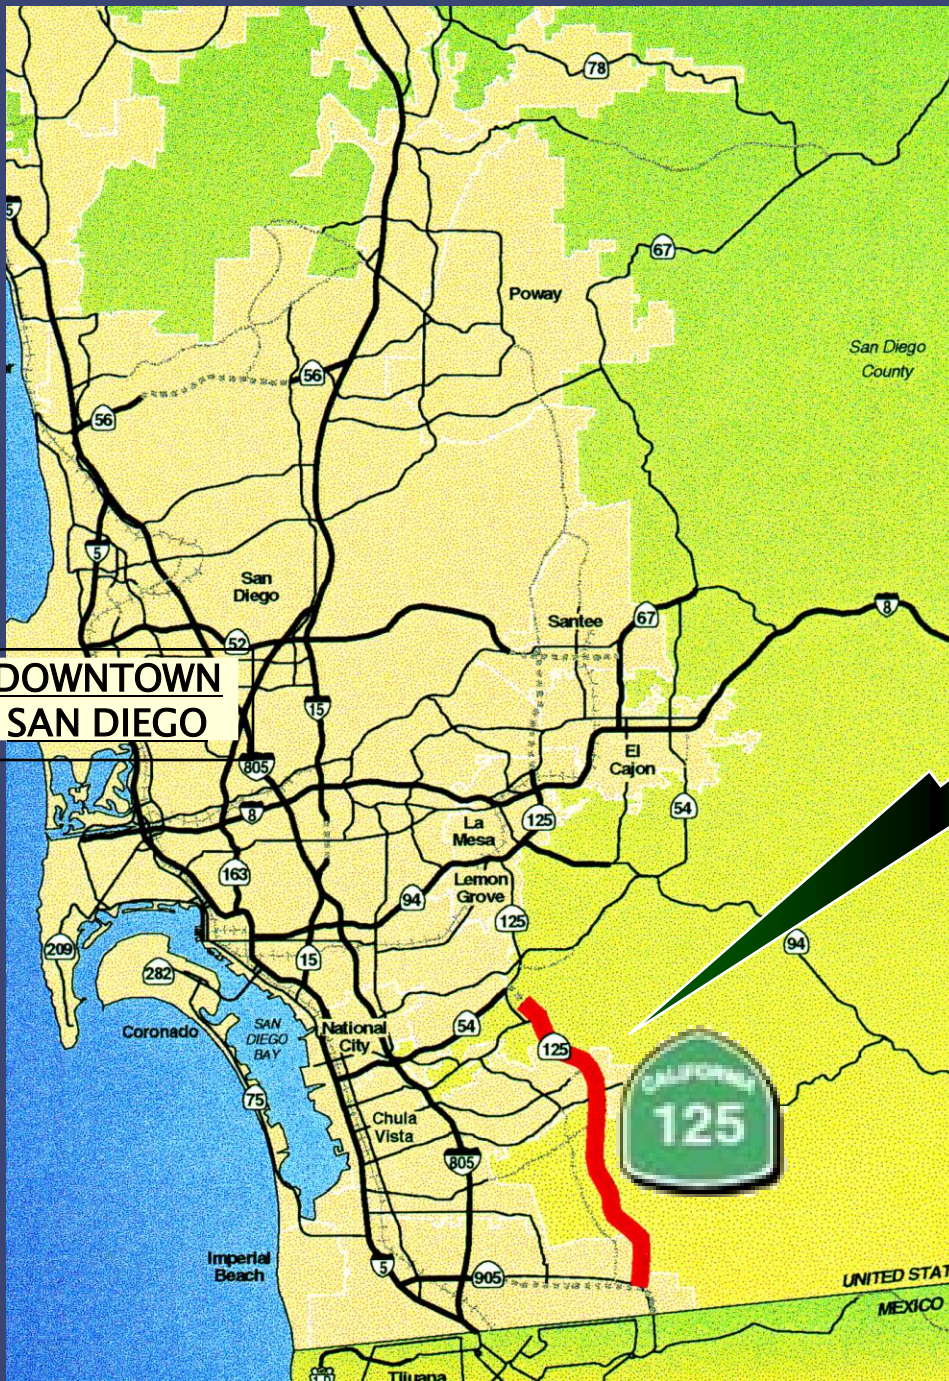 78
5
67
Poway
San Diego
County
56
56
5
San
Diego
Santee
67
8
52
DOWNTOWN
SAN DIEGO
15
El
Cajon
805
8
125
54
La
Mesa
163
Lemon
Grove
94
125
94
209
15
282
Coronado
SAN
DIEGO
BAY
National
City
54
125
CALIFORNIA
125
75
Chula
Vista
805
Imperial
Beach
5
905
UNITED STAT
MEXICO
Tijuana